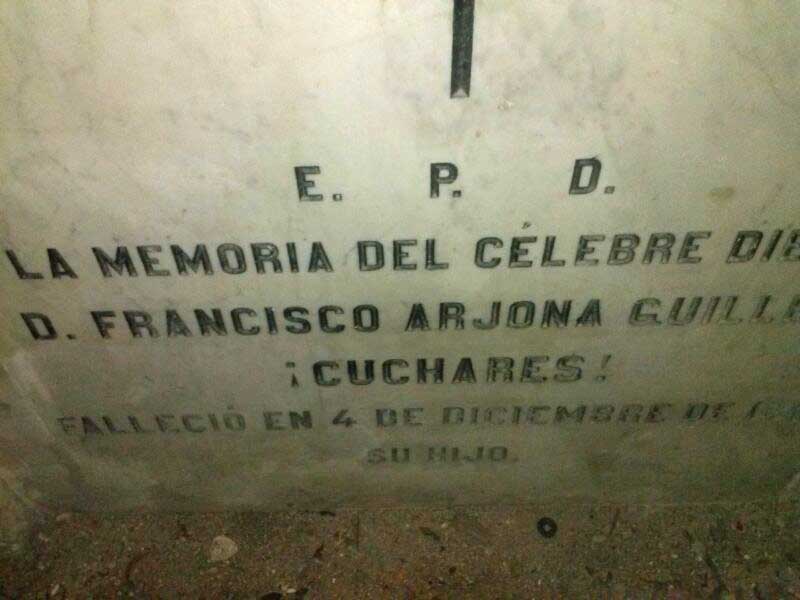 E. P. D.
LA MEMORIA DEL CÉLEBRE
D. FRANCISCO ARJONA
¡CUCHARES!
FALLECIÓ EN 4 DE DICIEMBRE DE
SU HIJO.